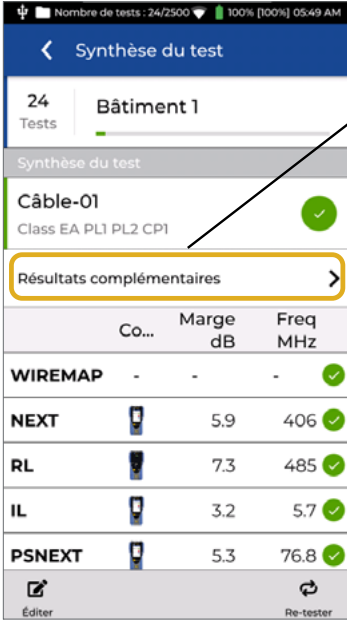 Nombre de tests : 24/2500 100% [100%] 05:49 AM
Synthèse du test
24 Tests Bâtiment 1
Synthèse du test
Câble-01
Class EA PL1 PL2 CP1
Résultats complémentaires
Co... Marge dB Freq MHz
WIREMAP - - -
NEXT 5.9 406
RL 7.3 485
IL 3.2 5.7
PSNEXT 5.3 76.8
Éditer Re-tester